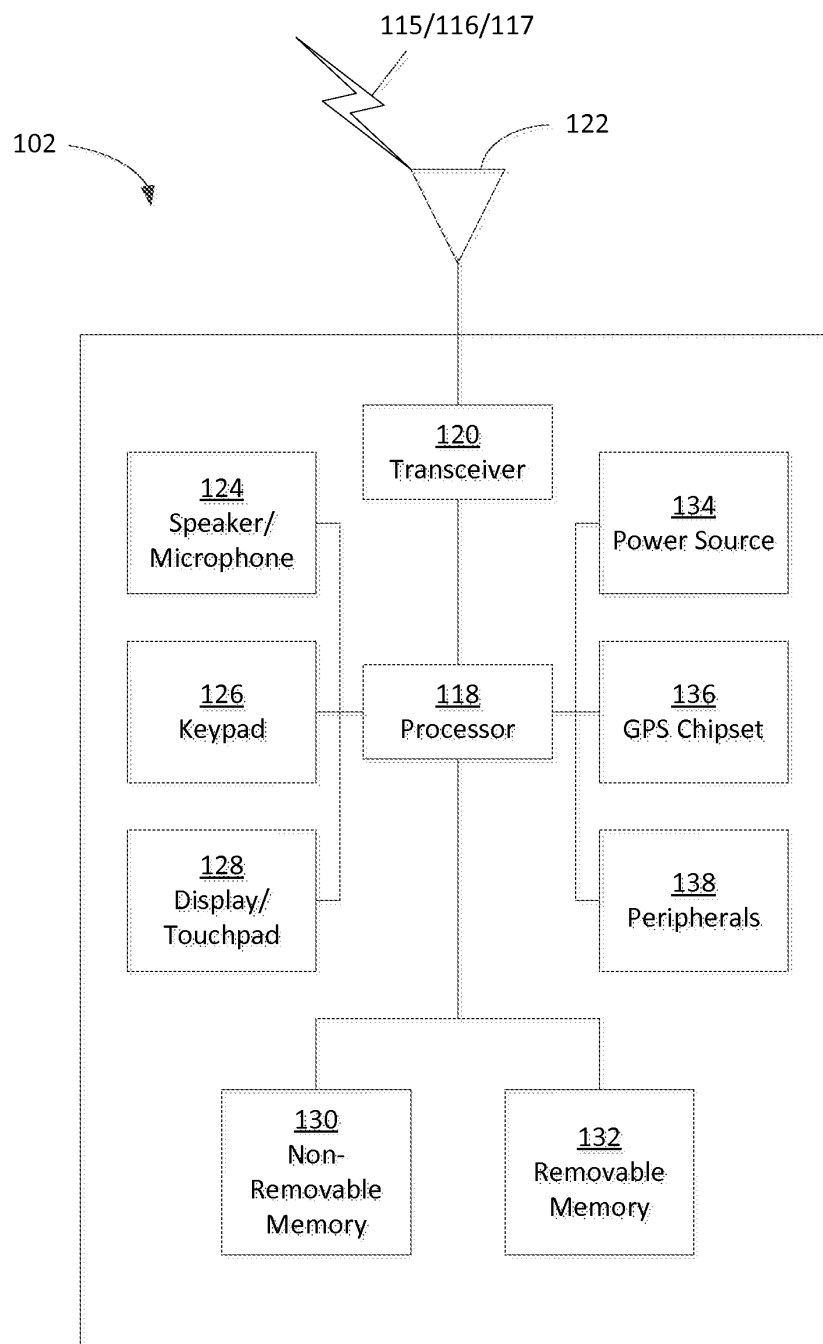 115/116/117
122
102
120
Transceiver
124
Speaker/
Microphone
134
Power Source
126
Keypad
118
Processor
136
GPS Chipset
128
Display/
Touchpad
138
Peripherals
130
Non-
Removable
Memory
132
Removable
Memory